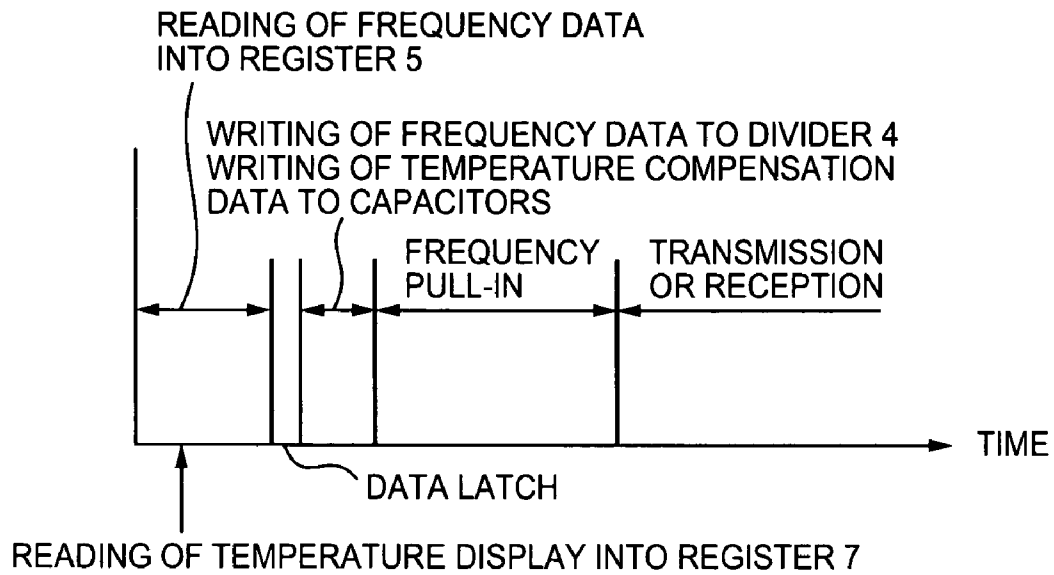 READING OF FREQUENCY DATA
INTO REGISTER 5
WRITING OF FREQUENCY DATA TO DIVIDER 4
WRITING OF TEMPERATURE COMPENSATION
DATA TO CAPACITORS
FREQUENCY
PULL-IN
TRANSMISSION
OR RECEPTION
TIME
DATA LATCH
READING OF TEMPERATURE DISPLAY INTO REGISTER 7